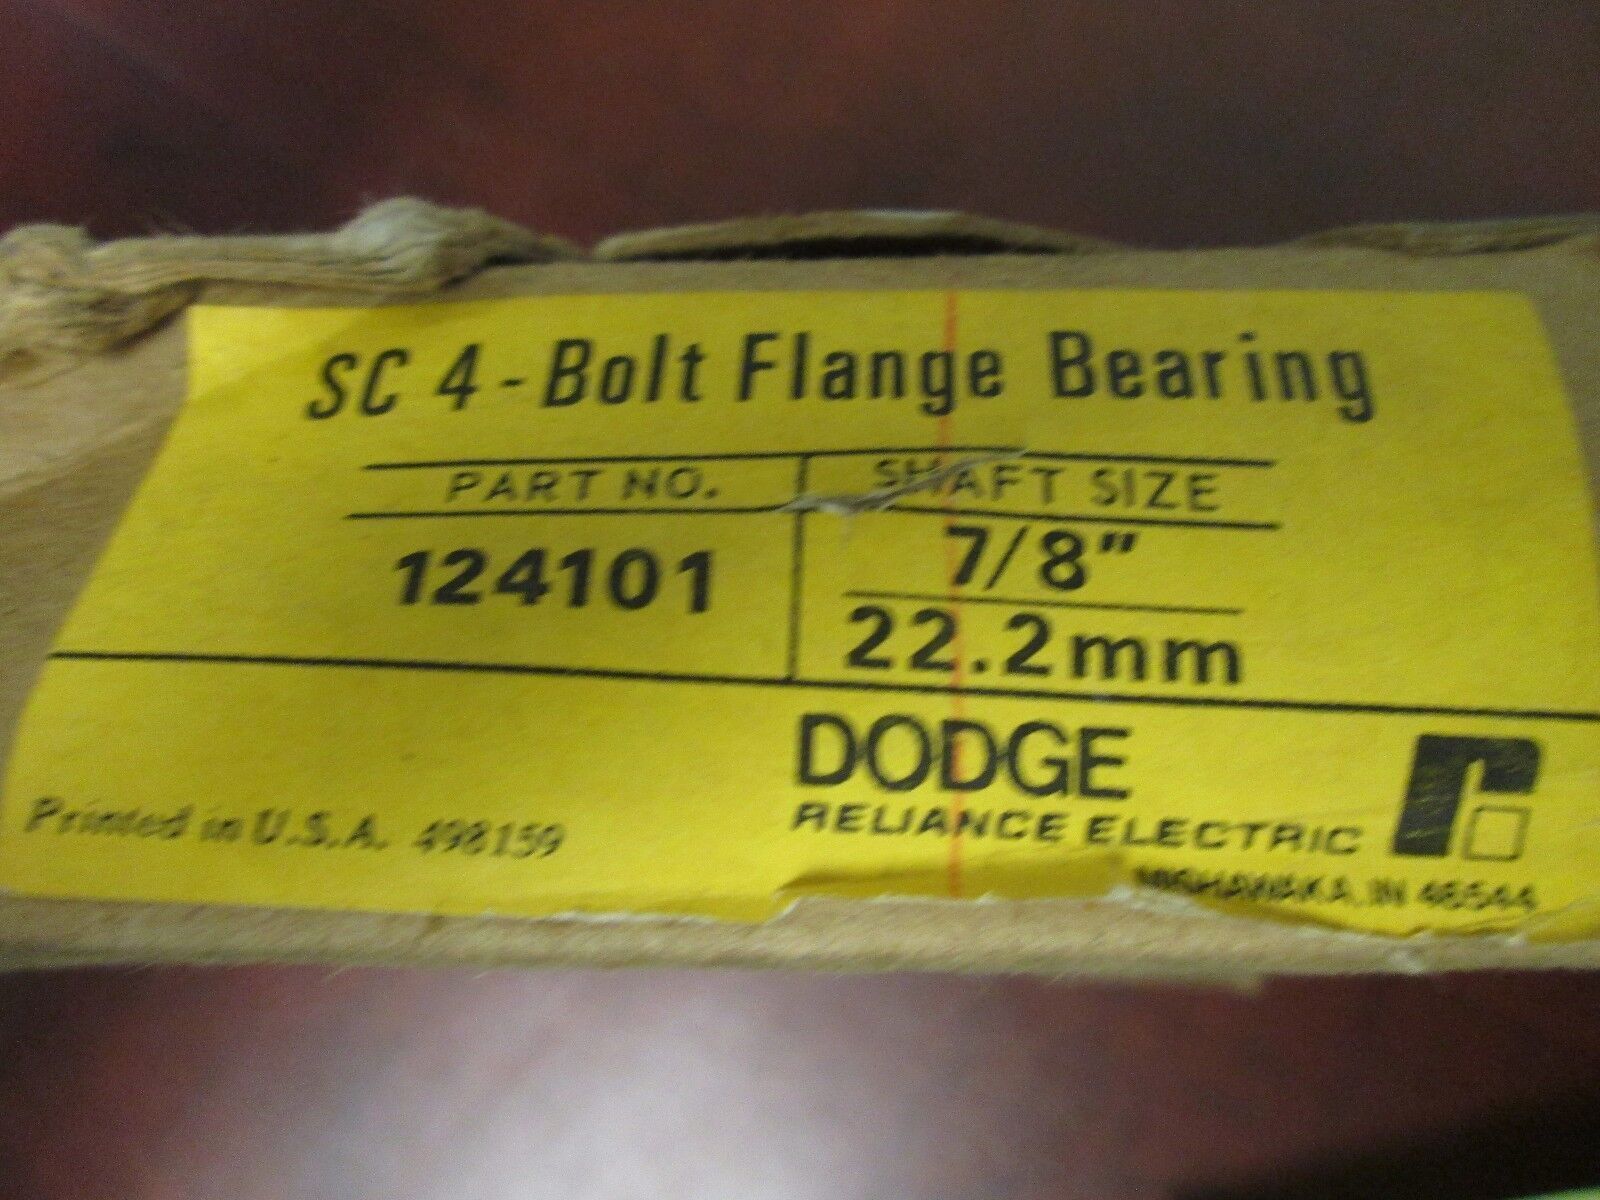 SC 4-Bolt Flange Bearing
PART NO.
SHAFT SIZE
124101
7/8"
22.2mm
DODGE
RELIANCE ELECTRIC
MISHAWAKA, IN 46544
Printed in U.S.A. 498159